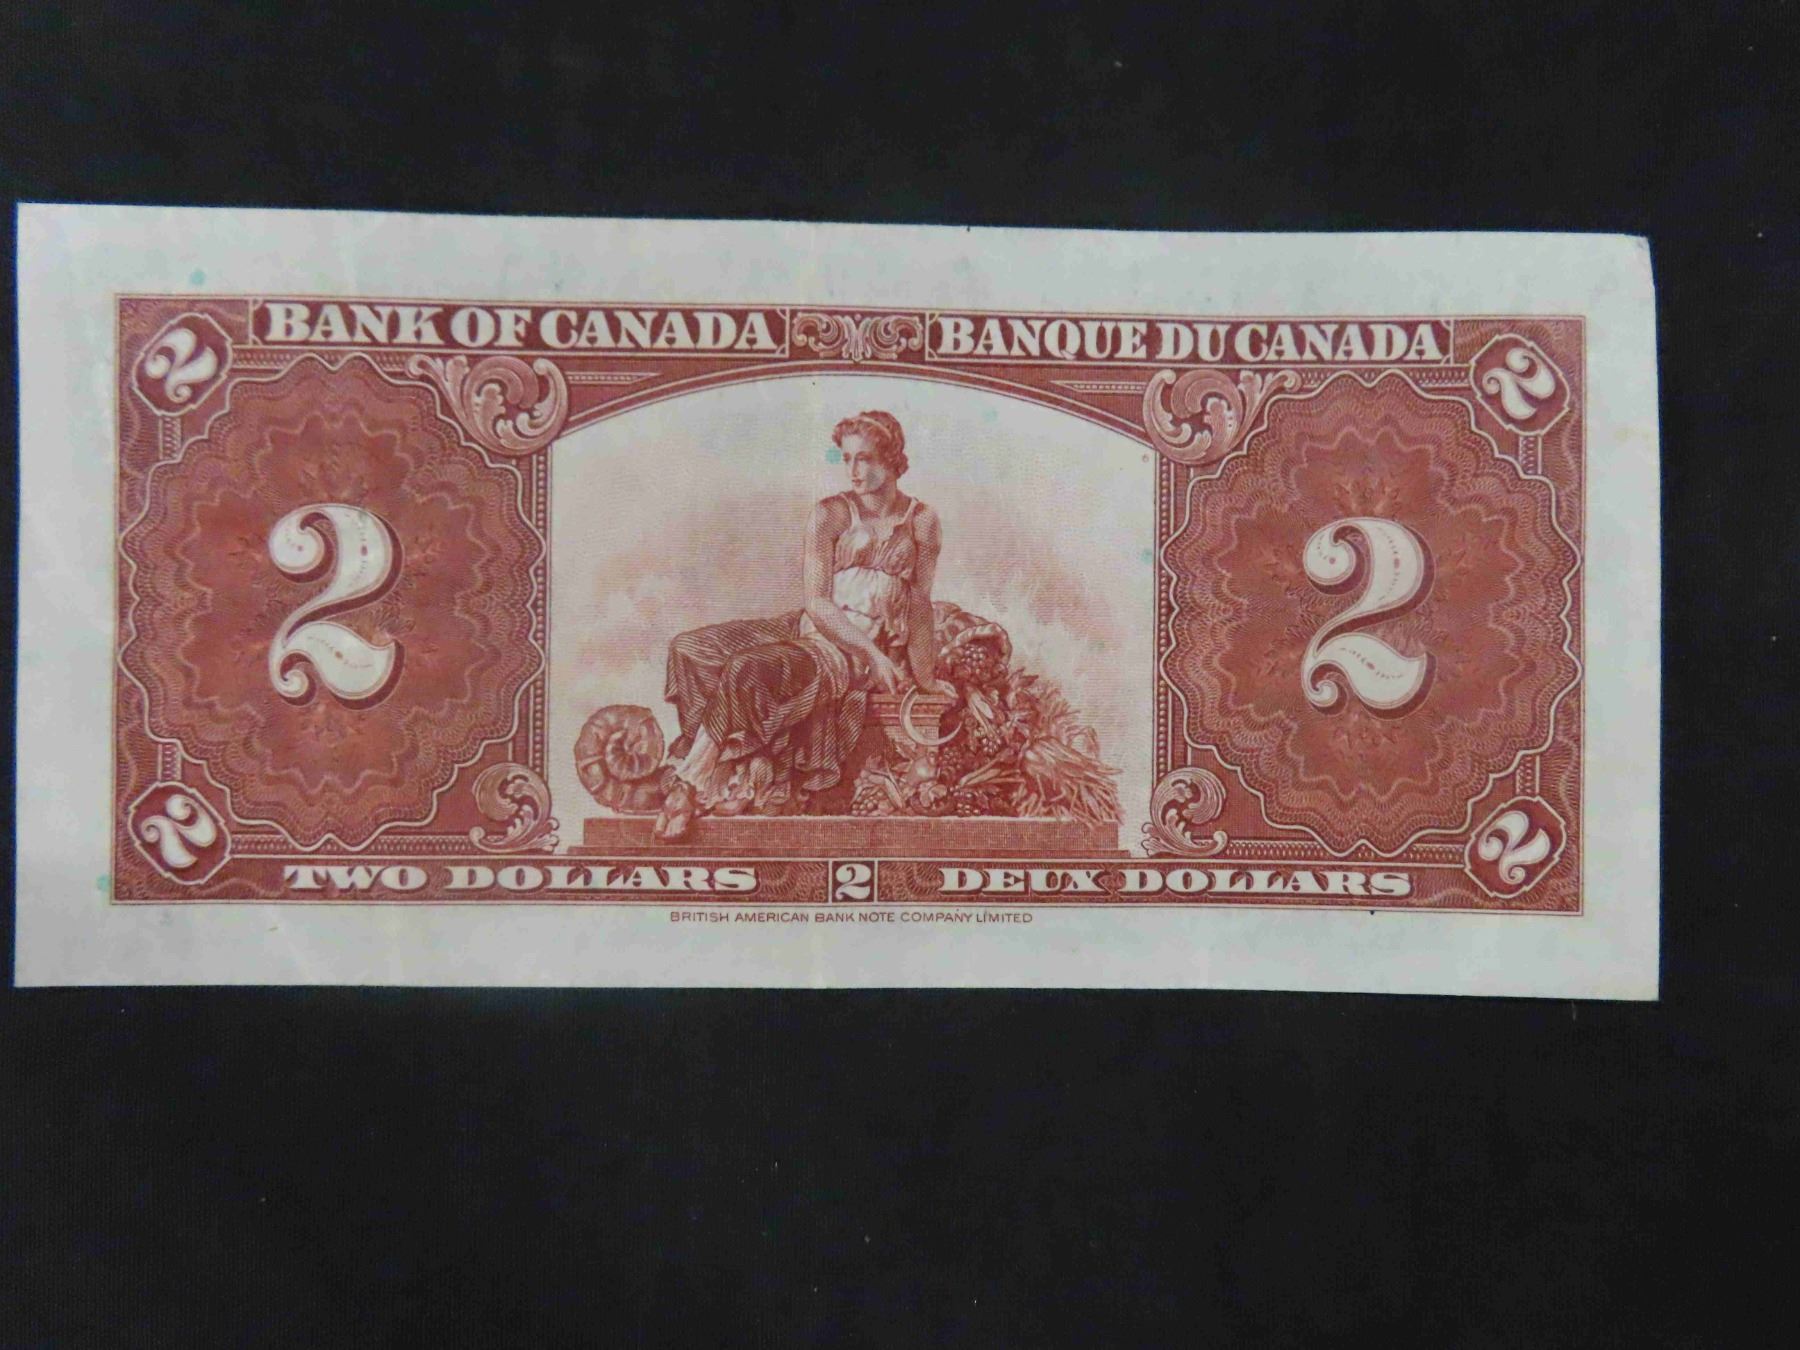 2 BANK OF CANADA BANQUE DU CANADA 2
2 2
2 TWO DOLLARS 2 DEUX DOLLARS 2
BRITISH AMERICAN BANK NOTE COMPANY LIMITED